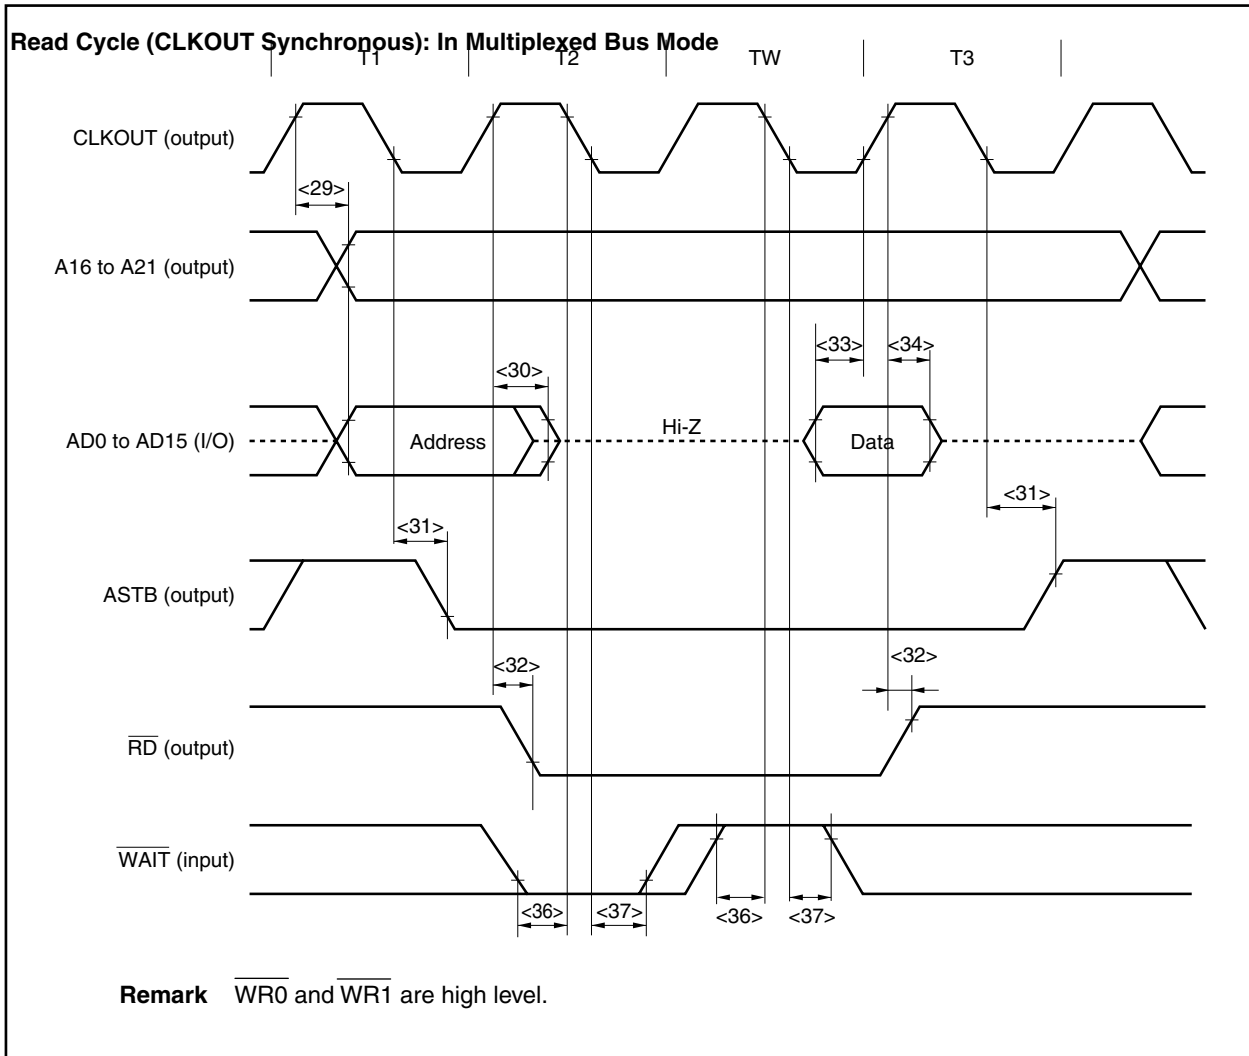 Read Cycle (CLKOUT Synchronous): In Multiplexed Bus Mode
T1 T2 TW T3
CLKOUT (output)
<29>
A16 to A21 (output)
<33> <34>
<30>
AD0 to AD15 (I/O) Address Hi-Z Data
<31>
<31>
ASTB (output)
<32>
<32>
RD (output)
WAIT (input)
<36> <37> <36> <37>
Remark WR0 and WR1 are high level.